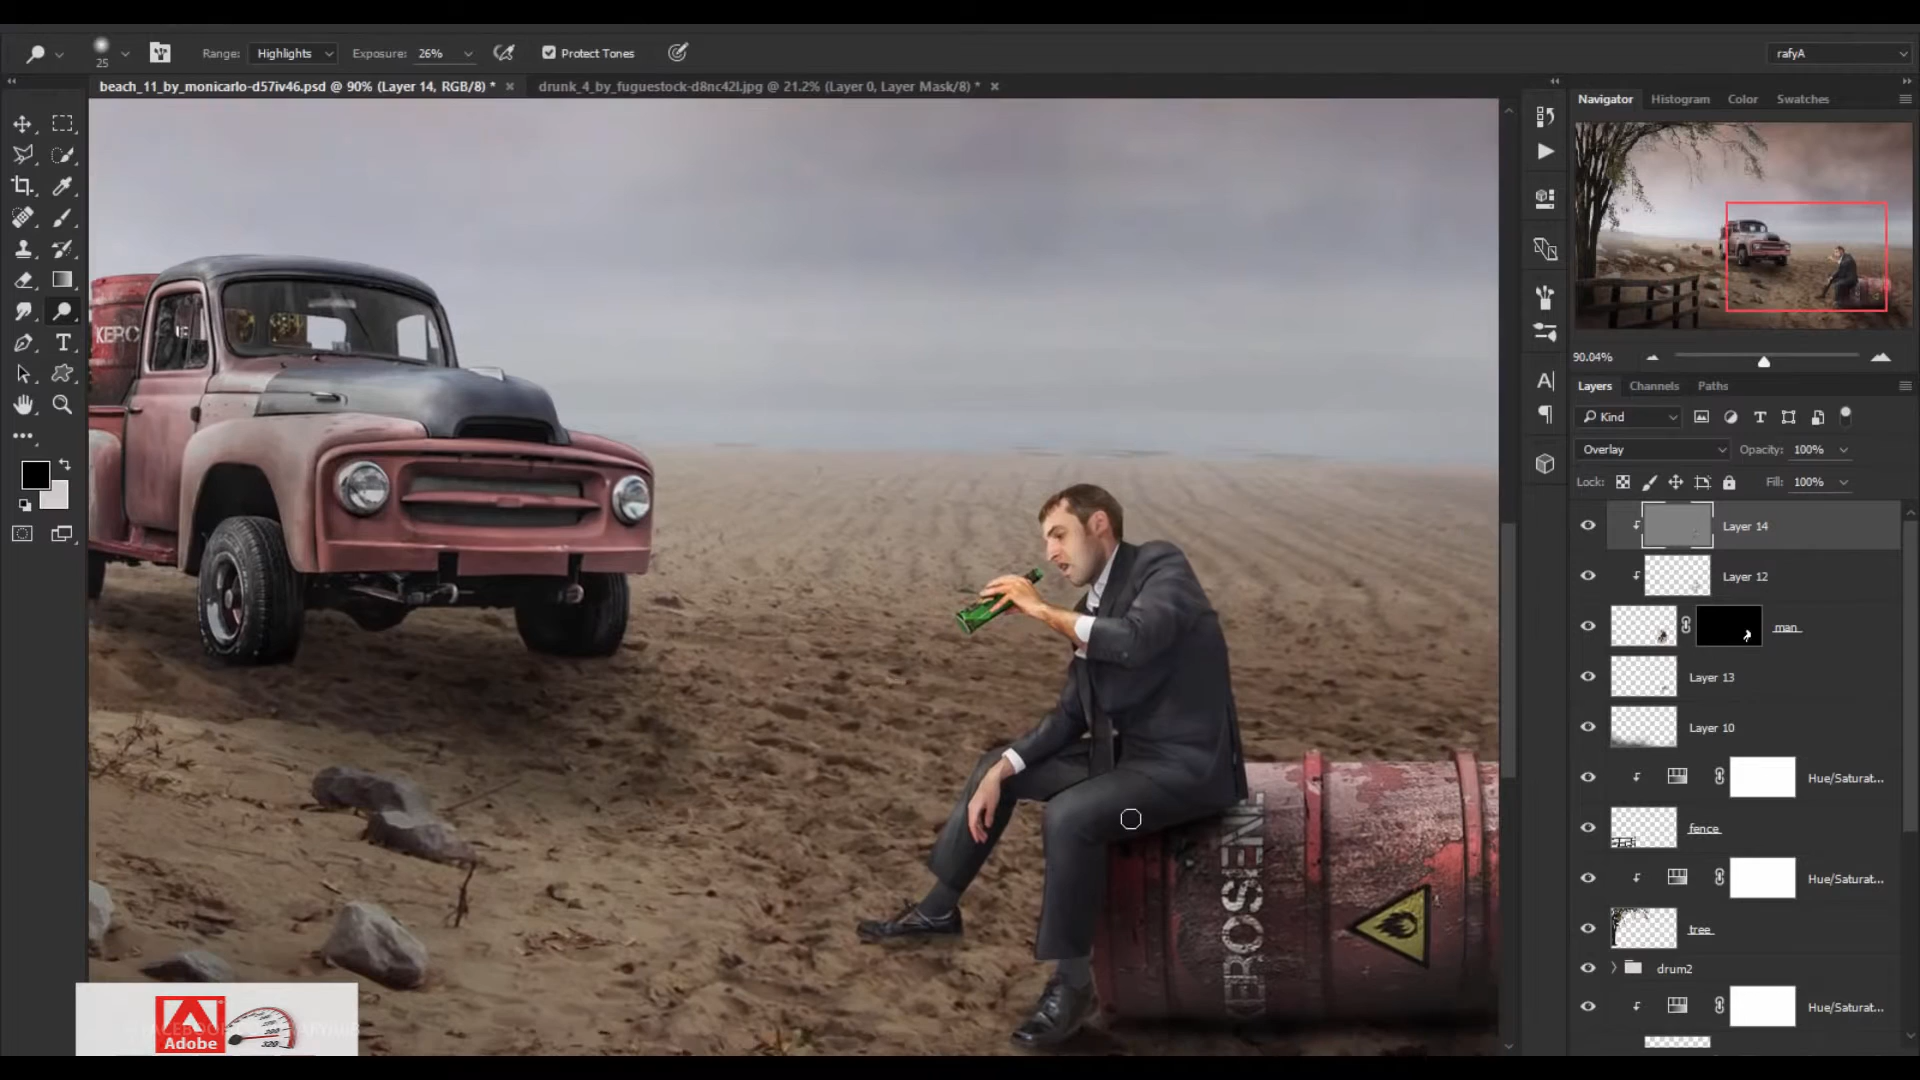 25
Range: Highlights
Exposure: 26%
Protect Tones
rafyA
beach_11_by_monicarlo-d57iv46.psd @ 90% (Layer 14, RGB/8) *
drunk_4_by_fuguestock-d8nc42l.jpg @ 21.2% (Layer 0, Layer Mask/8) *
Navigator
Histogram
Color
Swatches
90.04%
Layers
Channels
Paths
Kind
Overlay
Opacity: 100%
Lock:
Fill: 100%
Layer 14
Layer 12
man
Layer 13
Layer 10
Hue/Saturat...
fence
Hue/Saturat...
tree
drum2
Hue/Saturat...
KEROSENE
Adobe
320